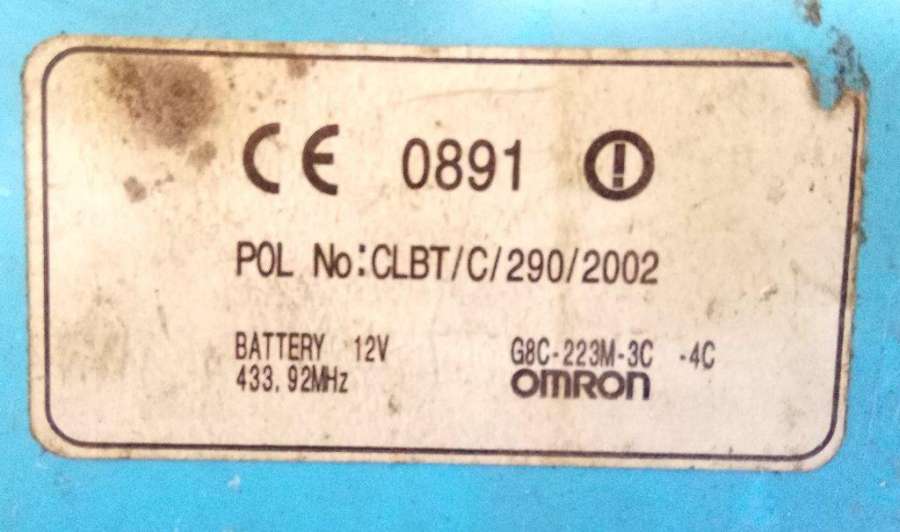 CE 0891
POL No:CLBT/C/290/2002
BATTERY 12V G8C-223M-3C -4C
433.92MHz OMRON